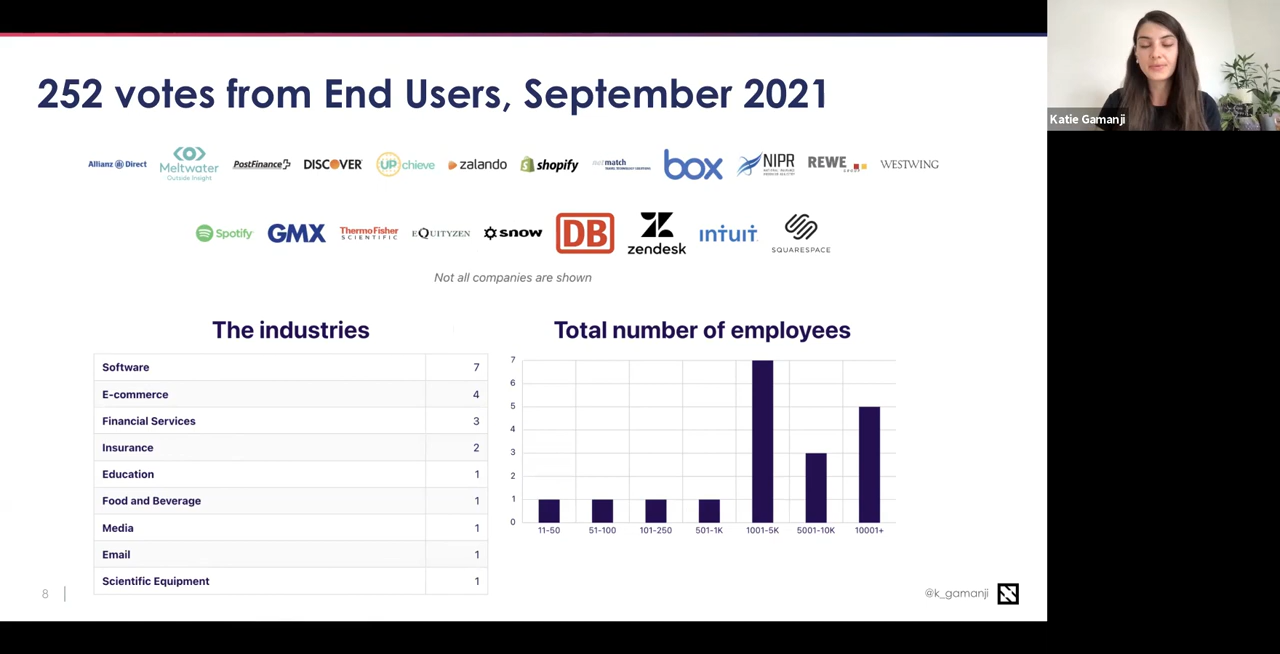 252 votes from End Users, September 2021
Katie Gamanji
Allianz Direct
Meltwater
Outside Insight
PostFinance
DISCOVER
UPchieve
zalando
shopify
match
box
NIPR
REWE
GROUP
WESTWING
Spotify
GMX
ThermoFisher
SCIENTIFIC
EQUITYZEN
snow
DB
zendesk
intuit
SQUARESPACE
Not all companies are shown
The industries
Software 7
E-commerce 4
Financial Services 3
Insurance 2
Education 1
Food and Beverage 1
Media 1
Email 1
Scientific Equipment 1
Total number of employees
7
6
5
4
3
2
1
0
11-50 51-100 101-250 501-1K 1001-5K 5001-10K 10001+
8
@k_gamanji